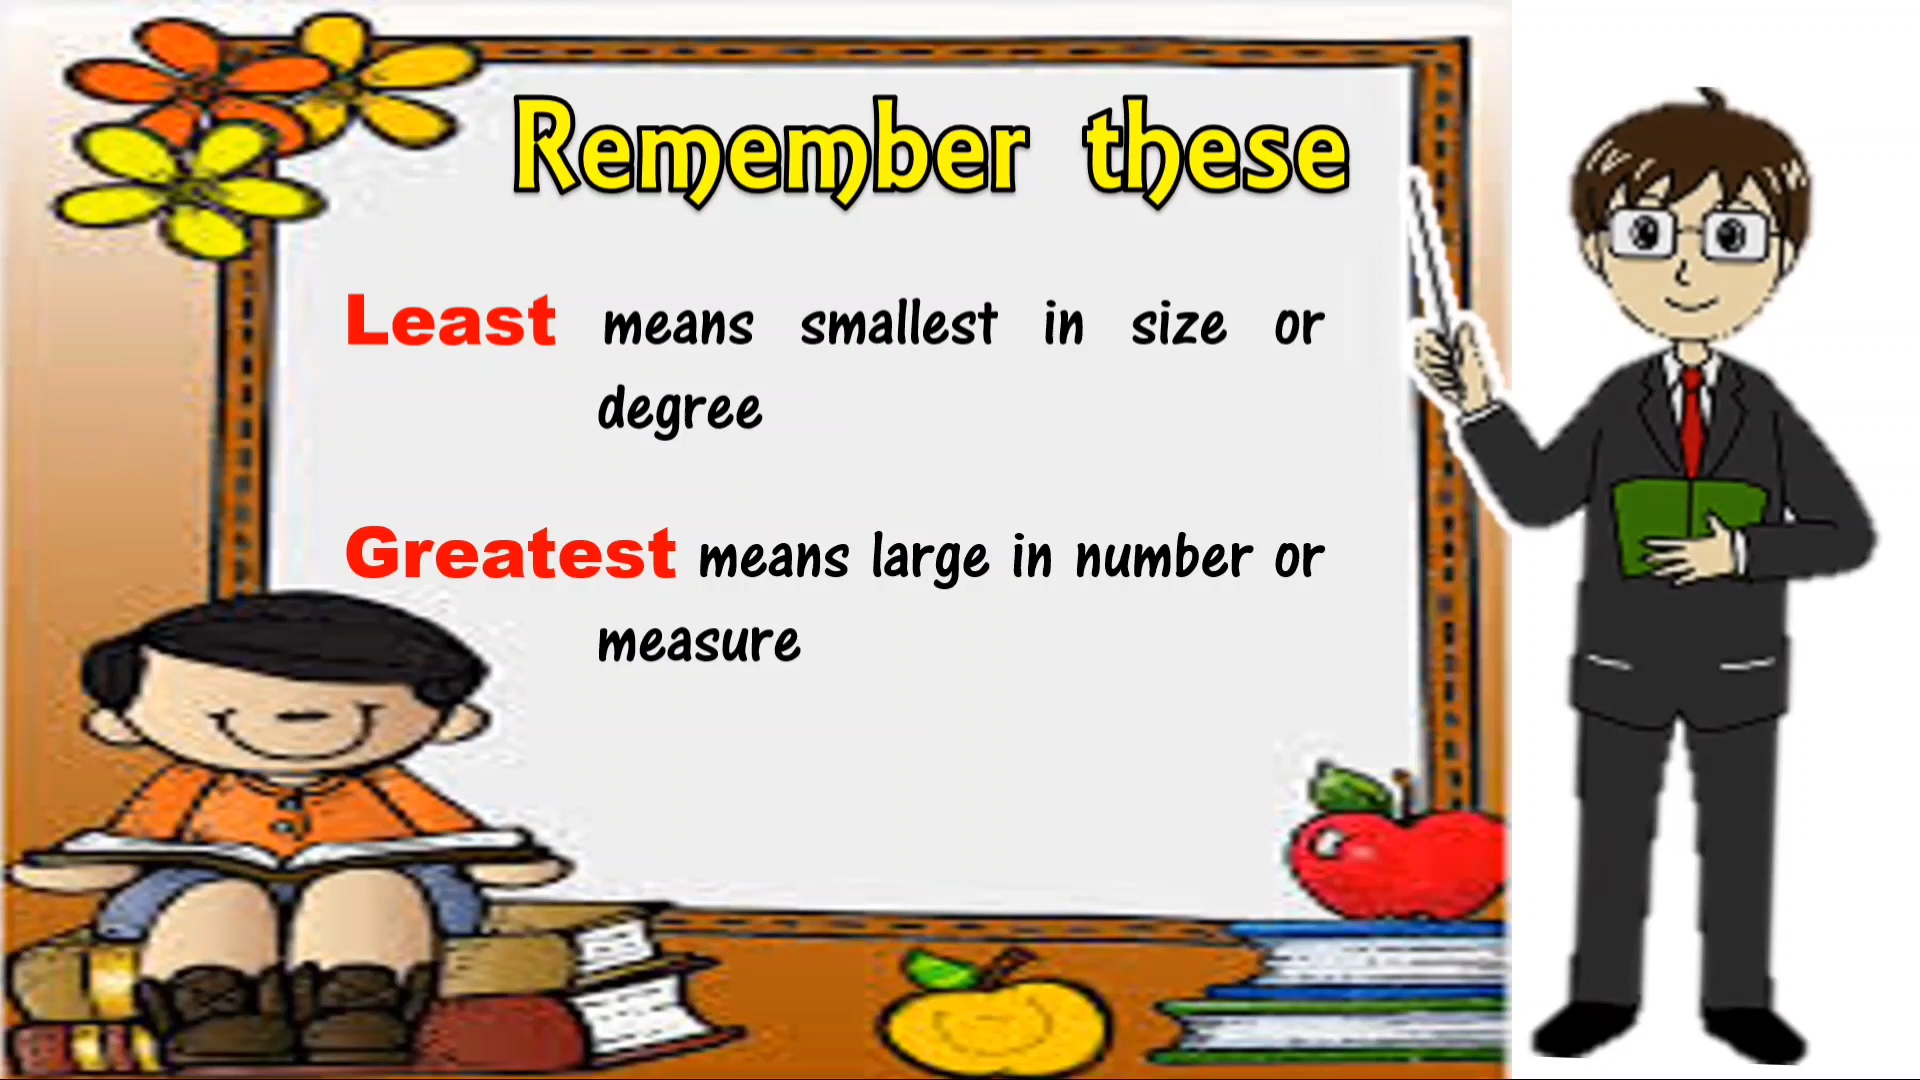 Remember these
Least means smallest in size or
degree
Greatest means large in number or
measure